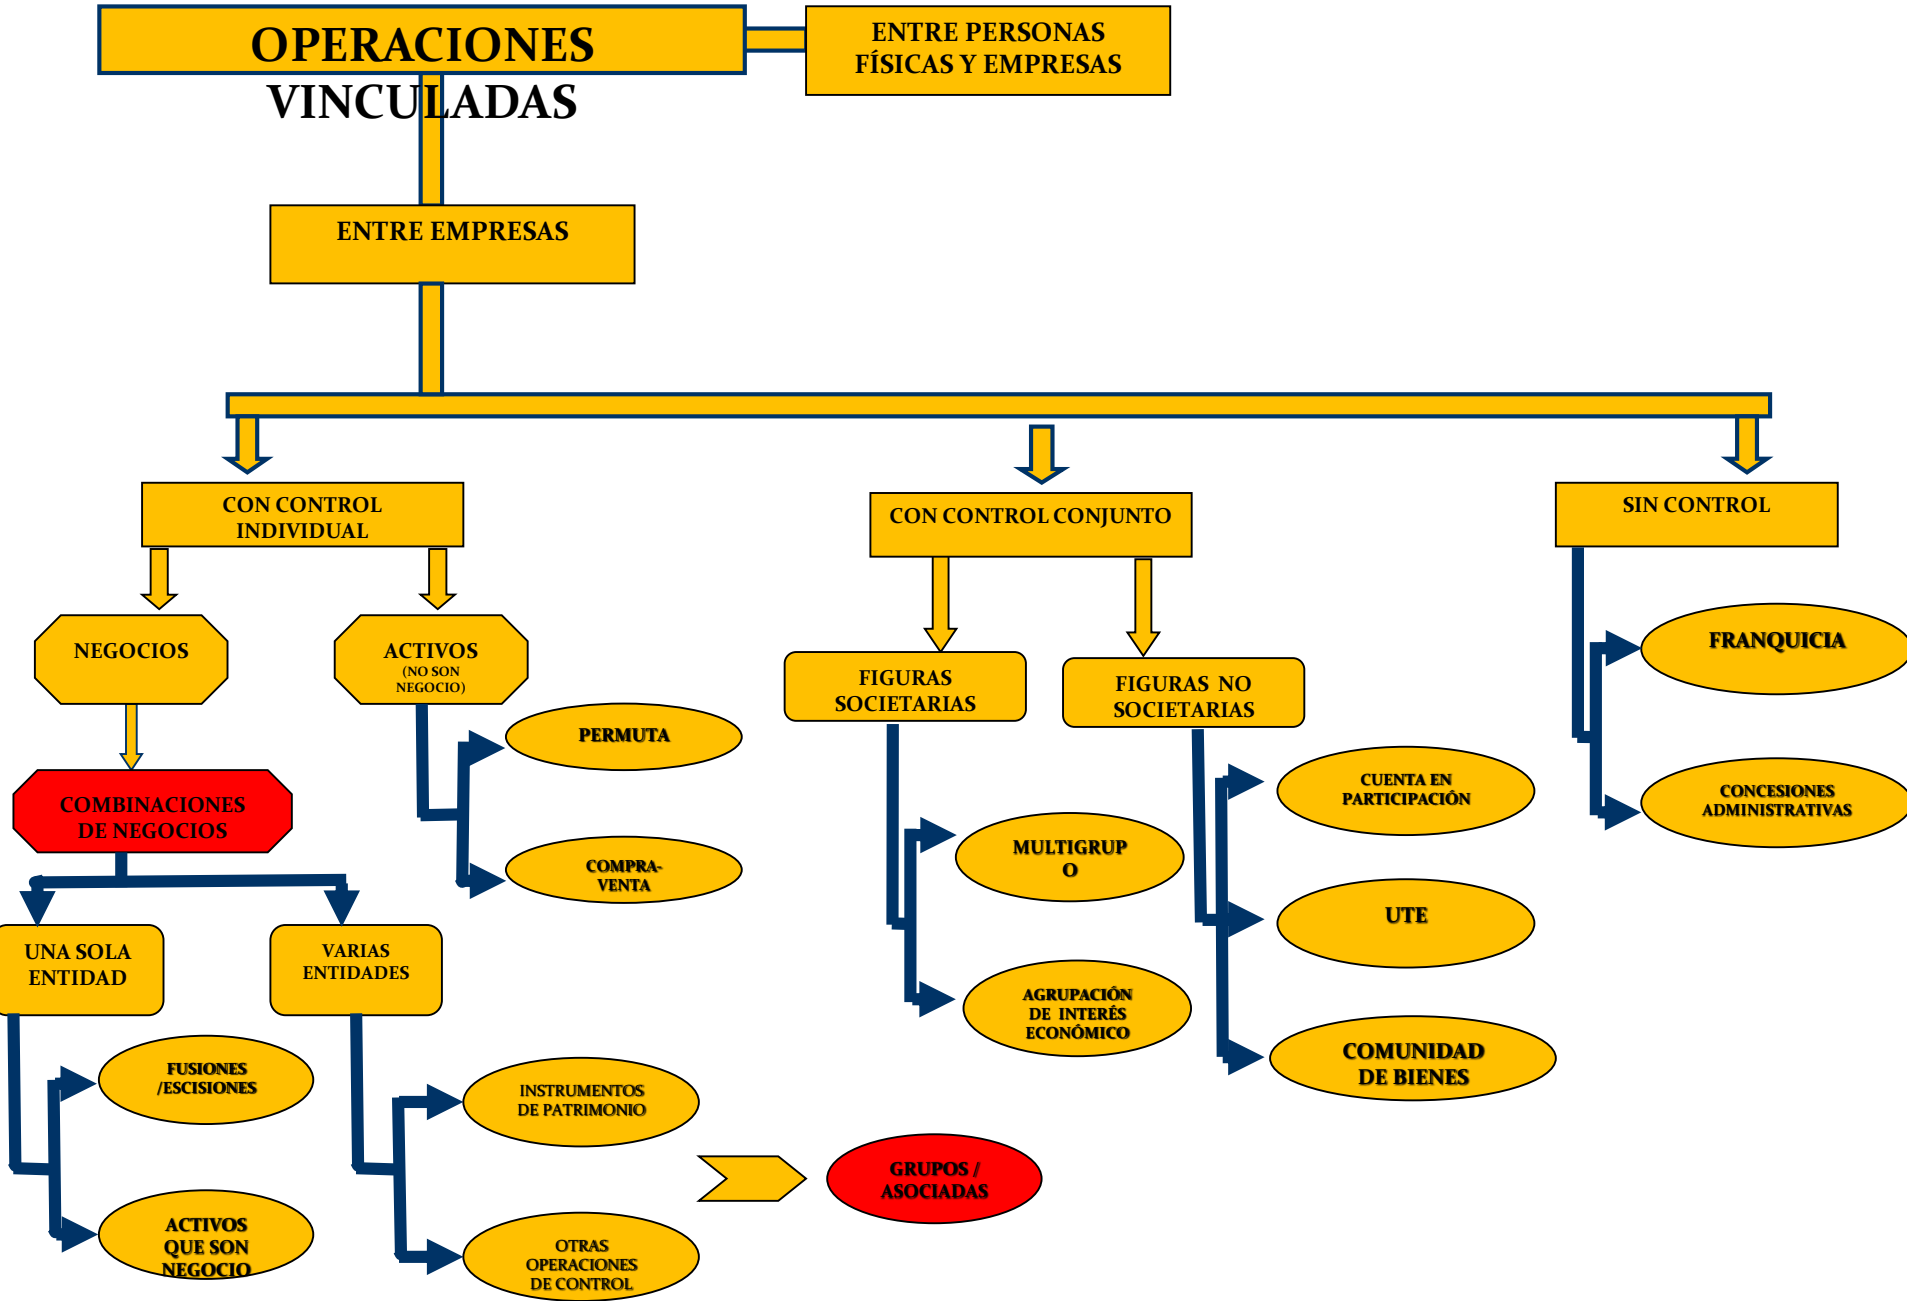 OPERACIONES
VINCULADAS
ENTRE PERSONAS
FÍSICAS Y EMPRESAS
ENTRE EMPRESAS
CON CONTROL
INDIVIDUAL
CON CONTROL CONJUNTO
SIN CONTROL
NEGOCIOS
ACTIVOS
(NO SON
NEGOCIO)
FIGURAS
SOCIETARIAS
FIGURAS NO
SOCIETARIAS
FRANQUICIA
PERMUTA
COMBINACIONES
DE NEGOCIOS
CUENTA EN
PARTICIPACIÓN
CONCESIONES
ADMINISTRATIVAS
COMPRA-
VENTA
MULTIGRUP
O
UTE
UNA SOLA
ENTIDAD
VARIAS
ENTIDADES
AGRUPACIÓN
DE INTERÉS
ECONÓMICO
COMUNIDAD
DE BIENES
FUSIONES
/ESCISIONES
INSTRUMENTOS
DE PATRIMONIO
GRUPOS /
ASOCIADAS
ACTIVOS
QUE SON
NEGOCIO
OTRAS
OPERACIONES
DE CONTROL